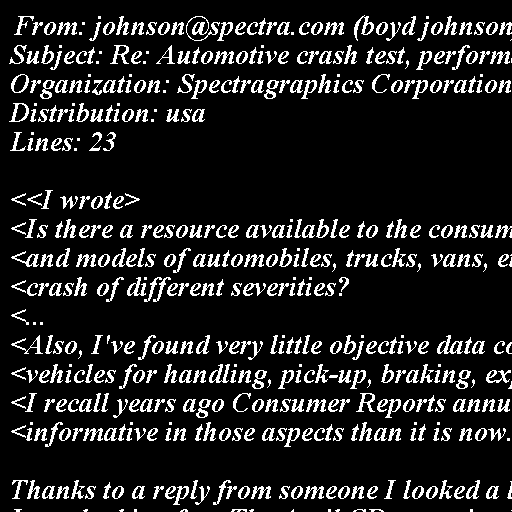 From: johnson@spectra.com (boyd johnson
Subject: Re: Automotive crash test, perform
Organization: Spectragraphics Corporation
Distribution: usa
Lines: 23

<<I wrote>
<Is there a resource available to the consum
<and models of automobiles, trucks, vans, e
<crash of different severities?
<...
<Also, I've found very little objective data co
<vehicles for handling, pick-up, braking, ex
<I recall years ago Consumer Reports annu
<informative in those aspects than it is now.

Thanks to a reply from someone I looked a l